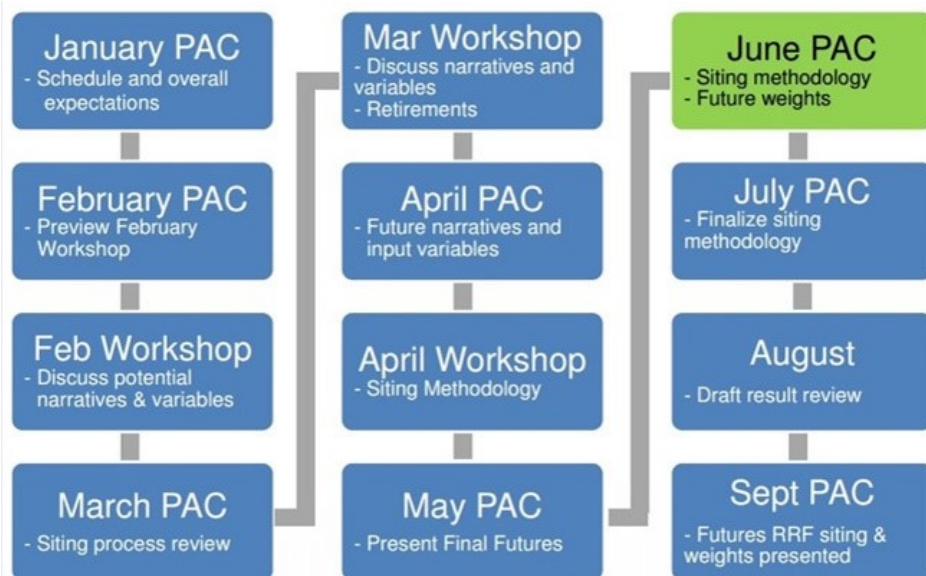 January PAC
- Schedule and overall
expectations
February PAC
- Preview February
Workshop
Feb Workshop
- Discuss potential
narratives & variables
March PAC
- Siting process review
Mar Workshop
- Discuss narratives and
variables
- Retirements
April PAC
- Future narratives and
input variables
April Workshop
- Siting Methodology
May PAC
- Present Final Futures
June PAC
- Siting methodology
- Future weights
July PAC
- Finalize siting
methodology
August
- Draft result review
Sept PAC
- Futures RRF siting &
weights presented